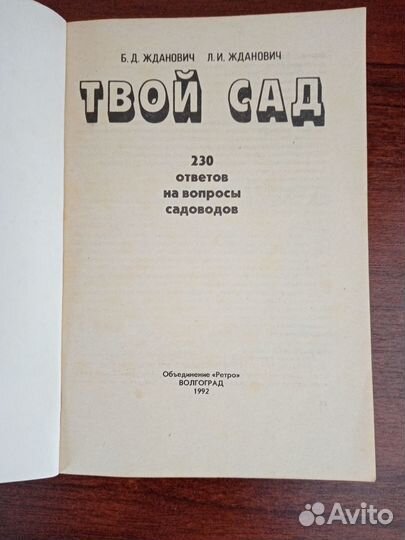 Б. Д. ЖДАНОВИЧ Л. И. ЖДАНОВИЧ
ТВОЙ САД
230
ответов
на вопросы
садоводов
Объединение «Ретро»
ВОЛГОГРАД
1992
Avito